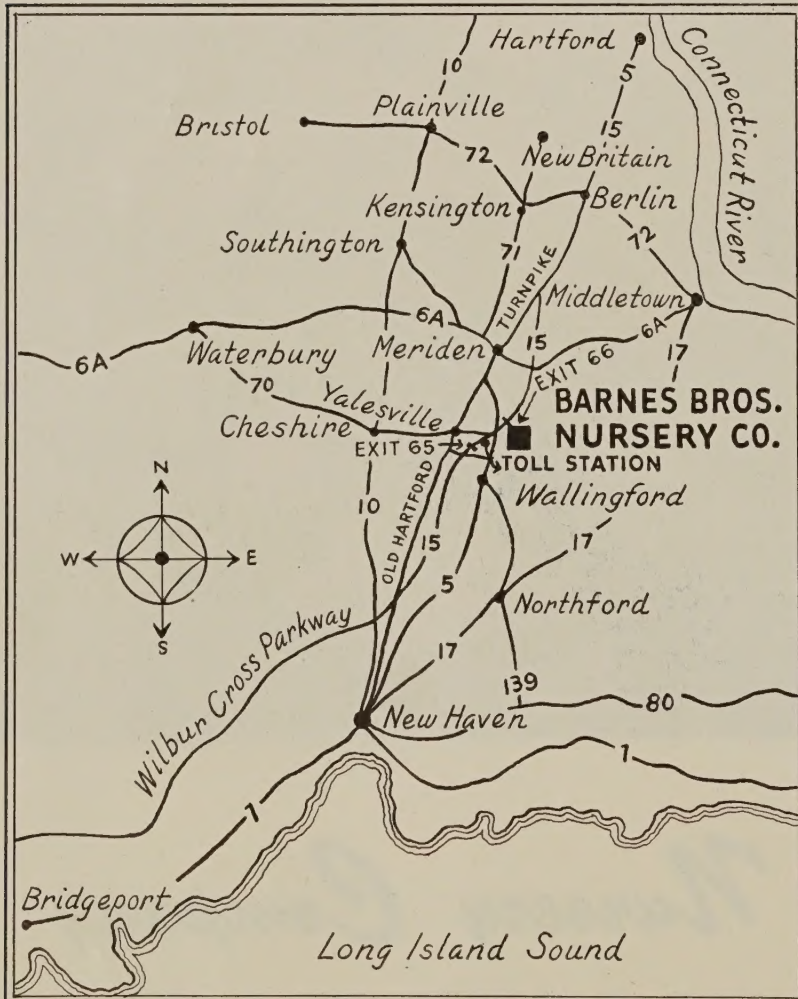 Hartford
Connecticut River
10
5
Plainville
Bristol
15
72
New Britain
Kensington
Berlin
Southington
71
72
TURNPIKE
Middletown
6A
6A
6A
Waterbury
Meriden
15
EXIT 66
17
70
Yalesville
BARNES BROS.
Cheshire
NURSERY CO.
EXIT 65
TOLL STATION
Wallingford
N
10
OLD HARTFORD
15
17
W
E
5
S
Northford
Wilbur Cross Parkway
17
139
80
New Haven
1
1
Bridgeport
Long Island Sound